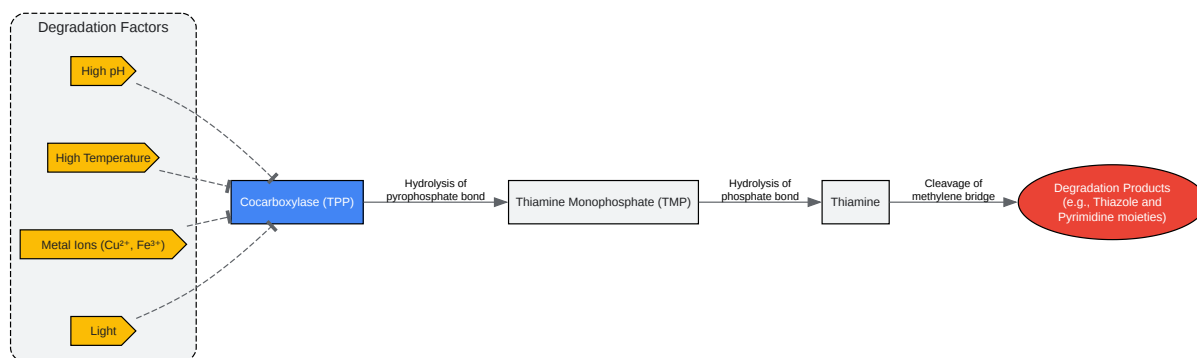 Degradation Factors
High pH
High Temperature
Metal Ions (Cu²⁺, Fe³⁺)
Light
Cocarboxylase (TPP)
Hydrolysis of
pyrophosphate bond
Thiamine Monophosphate (TMP)
Hydrolysis of
phosphate bond
Thiamine
Cleavage of
methylene bridge
Degradation Products
(e.g., Thiazole and
Pyrimidine moieties)